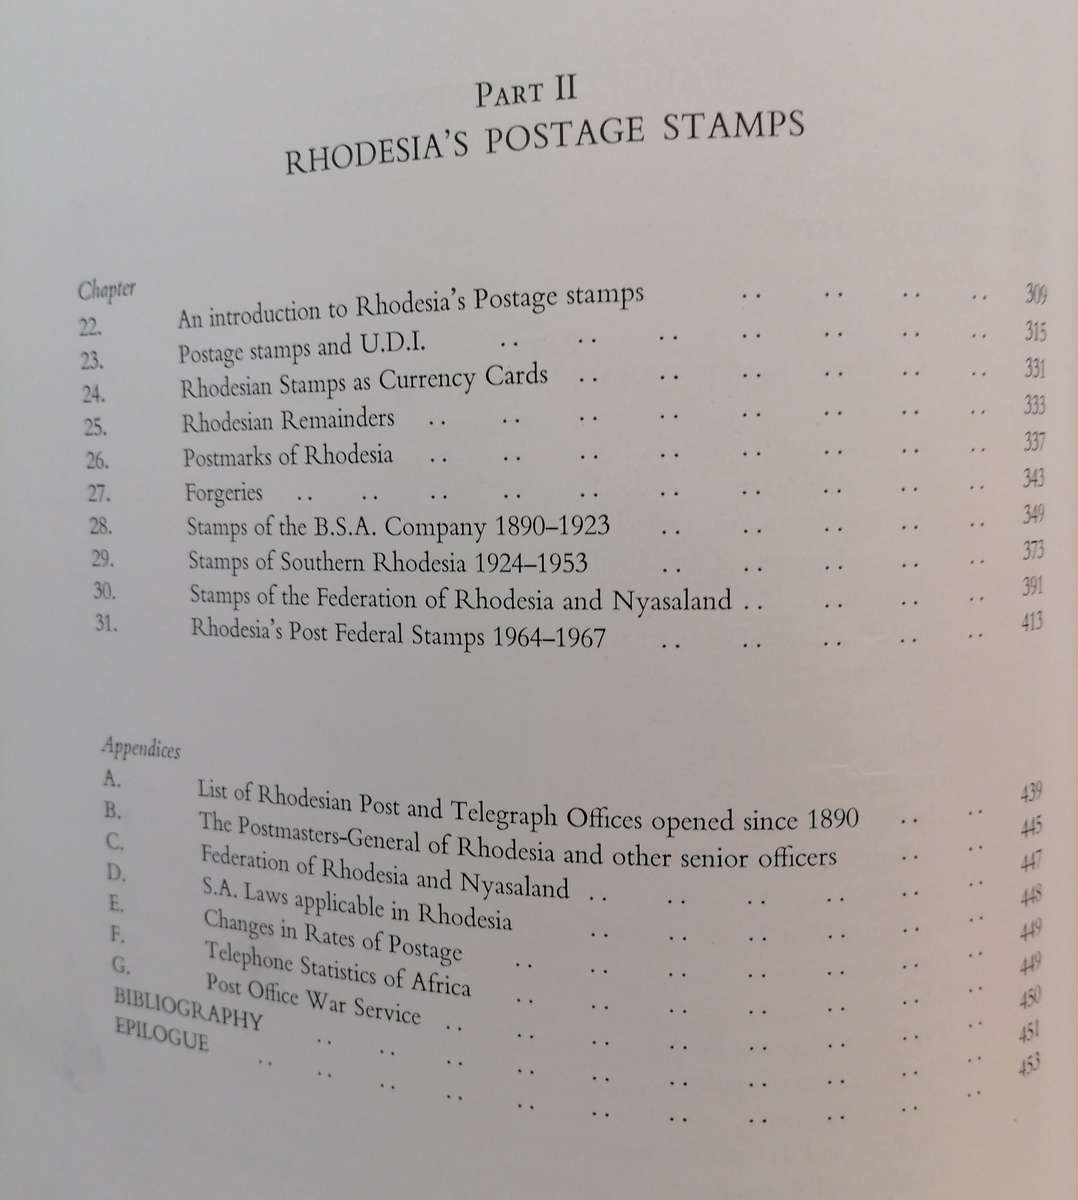 PART II
RHODESIA'S POSTAGE STAMPS
Chapter
22. An introduction to Rhodesia's Postage stamps .. .. .. .. 309
23. Postage stamps and U.D.I. .. .. .. .. .. .. .. 315
24. Rhodesian Stamps as Currency Cards .. .. .. .. .. .. 331
25. Rhodesian Remainders .. .. .. .. .. .. .. .. 333
26. Postmarks of Rhodesia .. .. .. .. .. .. .. .. 337
27. Forgeries .. .. .. .. .. .. .. .. .. .. 343
28. Stamps of the B.S.A. Company 1890–1923 .. .. .. .. .. 349
29. Stamps of Southern Rhodesia 1924–1953 .. .. .. .. .. 373
30. Stamps of the Federation of Rhodesia and Nyasaland .. .. .. .. 391
31. Rhodesia's Post Federal Stamps 1964–1967 .. .. .. .. .. 413
Appendices
A. List of Rhodesian Post and Telegraph Offices opened since 1890 .. .. 439
B. The Postmasters-General of Rhodesia and other senior officers .. .. 445
C. Federation of Rhodesia and Nyasaland .. .. .. .. .. .. 447
D. S.A. Laws applicable in Rhodesia .. .. .. .. .. .. 448
E. Changes in Rates of Postage .. .. .. .. .. .. .. 449
F. Telephone Statistics of Africa .. .. .. .. .. .. .. 449
G. Post Office War Service .. .. .. .. .. .. .. .. 450
BIBLIOGRAPHY .. .. .. .. .. .. .. .. .. .. 451
EPILOGUE .. .. .. .. .. .. .. .. .. .. .. 453